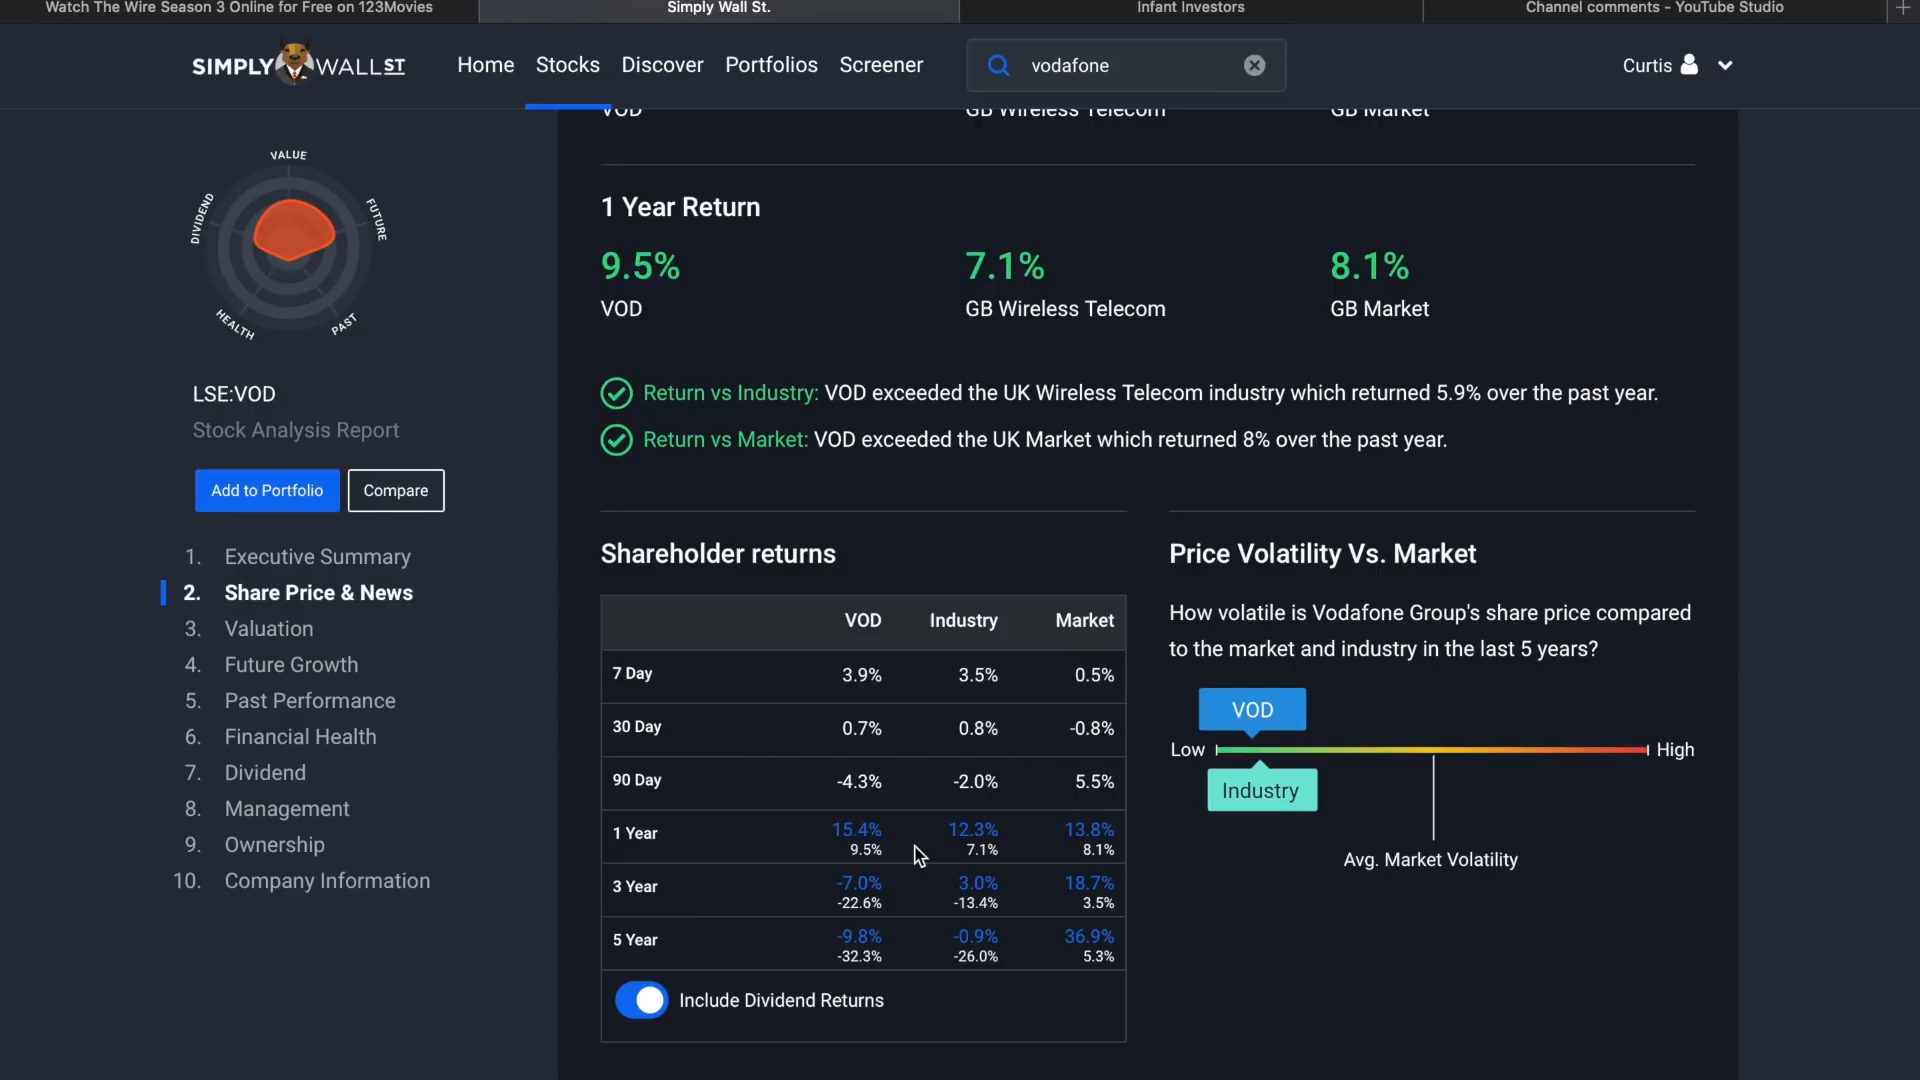 Watch The Wire Season 3 Online for Free on 123Movies
Simply Wall St.
Infant Investors
Channel comments - YouTube Studio
SIMPLY WALLST
Home
Stocks
Discover
Portfolios
Screener
vodafone
Curtis
VOD
GB Wireless Telecom
GB Market
VALUE
FUTURE
PAST
HEALTH
DIVIDEND
LSE:VOD
Stock Analysis Report
Add to Portfolio
Compare
1. Executive Summary
2. Share Price & News
3. Valuation
4. Future Growth
5. Past Performance
6. Financial Health
7. Dividend
8. Management
9. Ownership
10. Company Information
1 Year Return
9.5% 7.1% 8.1%
VOD GB Wireless Telecom GB Market
Return vs Industry: VOD exceeded the UK Wireless Telecom industry which returned 5.9% over the past year.
Return vs Market: VOD exceeded the UK Market which returned 8% over the past year.
Shareholder returns
VOD Industry Market
7 Day 3.9% 3.5% 0.5%
30 Day 0.7% 0.8% -0.8%
90 Day -4.3% -2.0% 5.5%
1 Year 15.4% 12.3% 13.8%
9.5% 7.1% 8.1%
3 Year -7.0% 3.0% 18.7%
-22.6% -13.4% 3.5%
5 Year -9.8% -0.9% 36.9%
-32.3% -26.0% 5.3%
Include Dividend Returns
Price Volatility Vs. Market
How volatile is Vodafone Group's share price compared
to the market and industry in the last 5 years?
VOD
Low High
Industry
Avg. Market Volatility